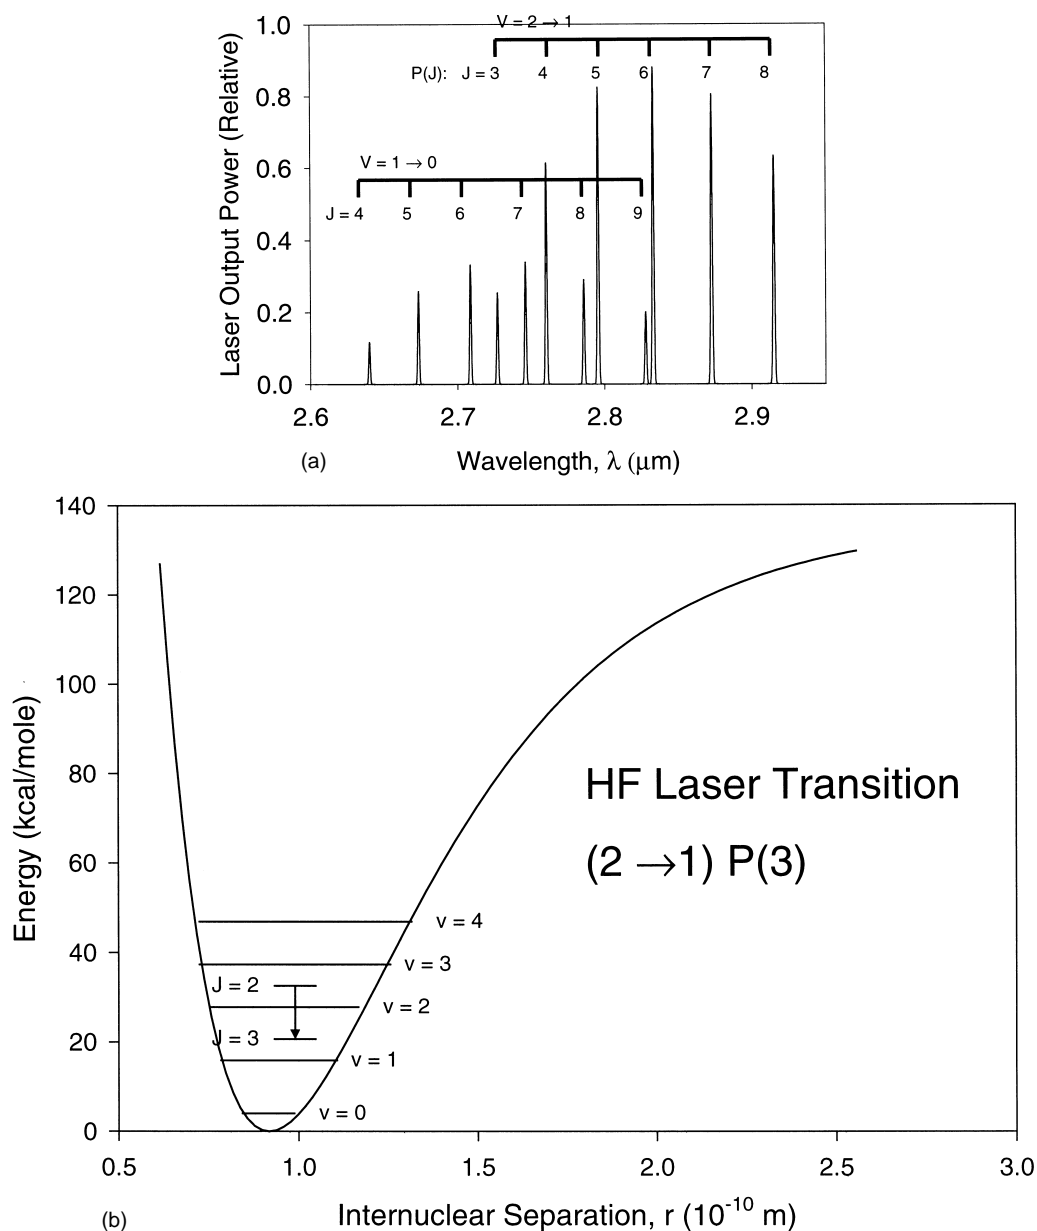 V = 2 → 1
1.0
P(J): J = 3 4 5 6 7 8
0.8
V = 1 → 0
0.6
J = 4 5 6 7 8 9
0.4
0.2
0.0
Laser Output Power (Relative)
2.6 2.7 2.8 2.9
(a) Wavelength, λ (μm)
140
120
100
80
60
40
20
0
Energy (kcal/mole)
HF Laser Transition
(2 →1) P(3)
v = 4
v = 3
J = 2
v = 2
J = 3
v = 1
v = 0
0.5 1.0 1.5 2.0 2.5 3.0
(b) Internuclear Separation, r (10⁻¹⁰ m)